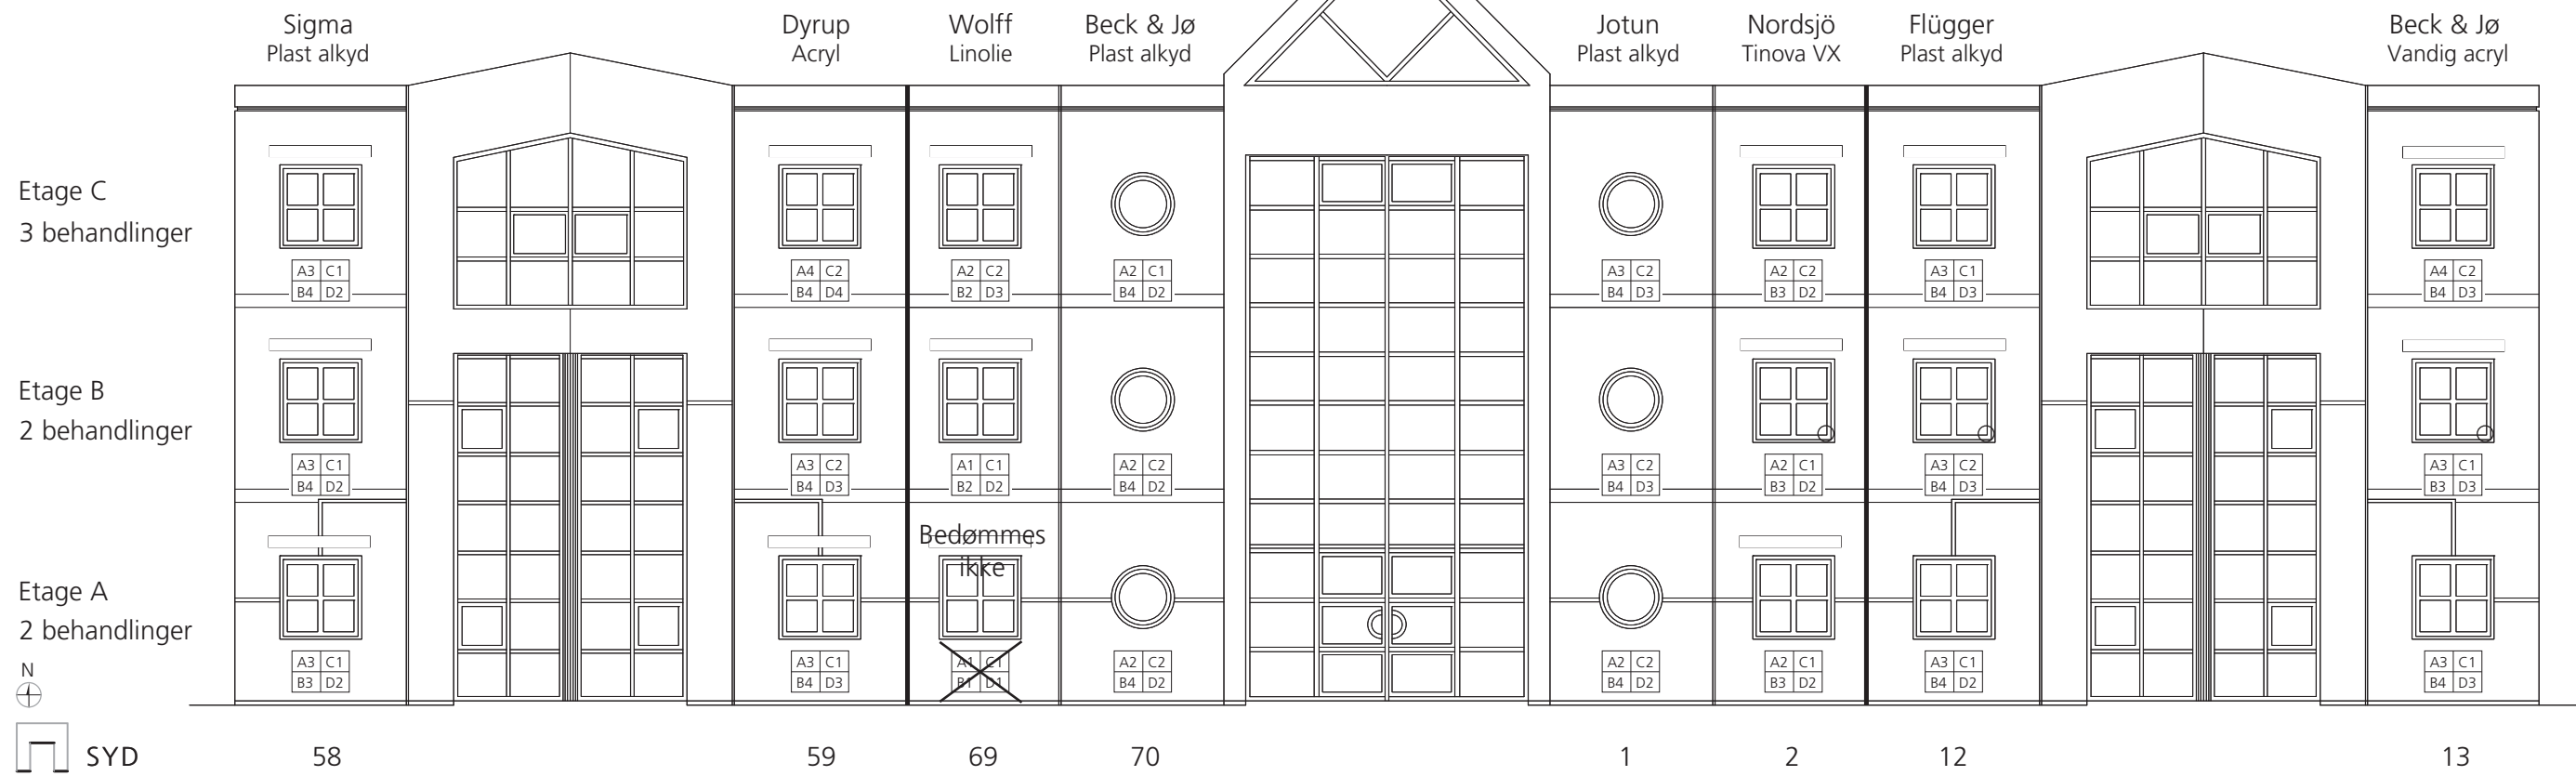 Sigma
Plast alkyd
Dyrup
Acryl
Wolff
Linolie
Beck & Jø
Plast alkyd
Jotun
Plast alkyd
Nordsjö
Tinova VX
Flügger
Plast alkyd
Beck & Jø
Vandig acryl
Etage C
3 behandlinger
A3 C1
B4 D2
A4 C2
B4 D4
A2 C2
B2 D3
A2 C1
B4 D2
A3 C2
B4 D3
A2 C2
B3 D2
A3 C1
B4 D3
A4 C2
B4 D3
Etage B
2 behandlinger
A3 C1
B4 D2
A3 C2
B4 D3
A1 C1
B2 D2
A2 C2
B4 D2
A3 C2
B4 D3
A2 C1
B3 D2
A3 C2
B4 D3
A3 C1
B3 D3
Etage A
2 behandlinger
Bedømmes
ikke
A3 C1
B3 D2
A3 C1
B4 D3
A1 C1
B1 D1
A2 C2
B4 D2
A2 C2
B4 D2
A2 C1
B3 D2
A3 C1
B4 D2
A3 C1
B4 D3
N
SYD
58
59
69
70
1
2
12
13